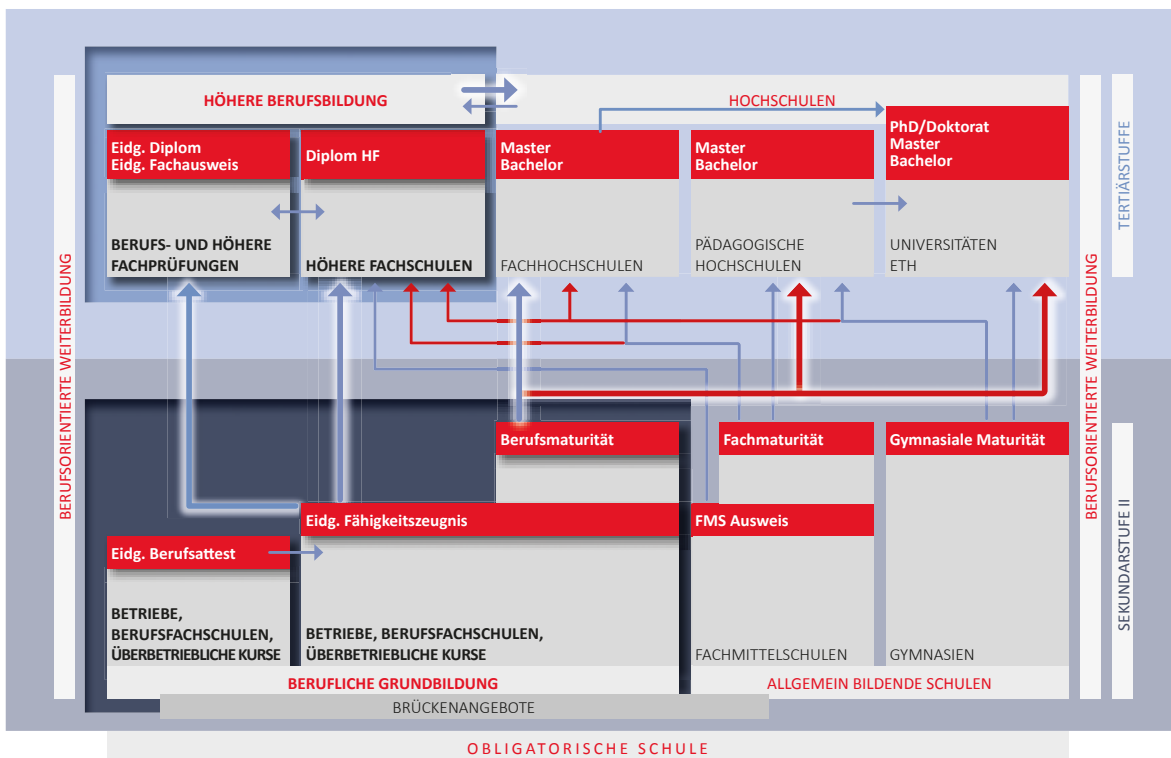 HÖHERE BERUFSBILDUNG
HOCHSCHULEN
Eidg. Diplom
Eidg. Fachausweis
Diplom HF
Master
Bachelor
Master
Bachelor
PhD/Doktorat
Master
Bachelor
BERUFS- UND HÖHERE
FACHPRÜFUNGEN
HÖHERE FACHSCHULEN
FACHHOCHSCHULEN
PÄDAGOGISCHE
HOCHSCHULEN
UNIVERSITÄTEN
ETH
TERTIÄRSTUFFE
BERUFSORIENTIERTE WEITERBILDUNG
BERUFSORIENTIERTE WEITERBILDUNG
Berufsmaturität
Fachmaturität
Gymnasiale Maturität
Eidg. Fähigkeitszeugnis
FMS Ausweis
Eidg. Berufsattest
BETRIEBE,
BERUFSFACHSCHULEN,
ÜBERBETRIEBLICHE KURSE
BETRIEBE, BERUFSFACHSCHULEN,
ÜBERBETRIEBLICHE KURSE
FACHMITTELSCHULEN
GYMNASIEN
SEKUNDARSTUFE II
BERUFLICHE GRUNDBILDUNG
ALLGEMEIN BILDENDE SCHULEN
BRÜCKENANGEBOTE
OBLIGATORISCHE SCHULE